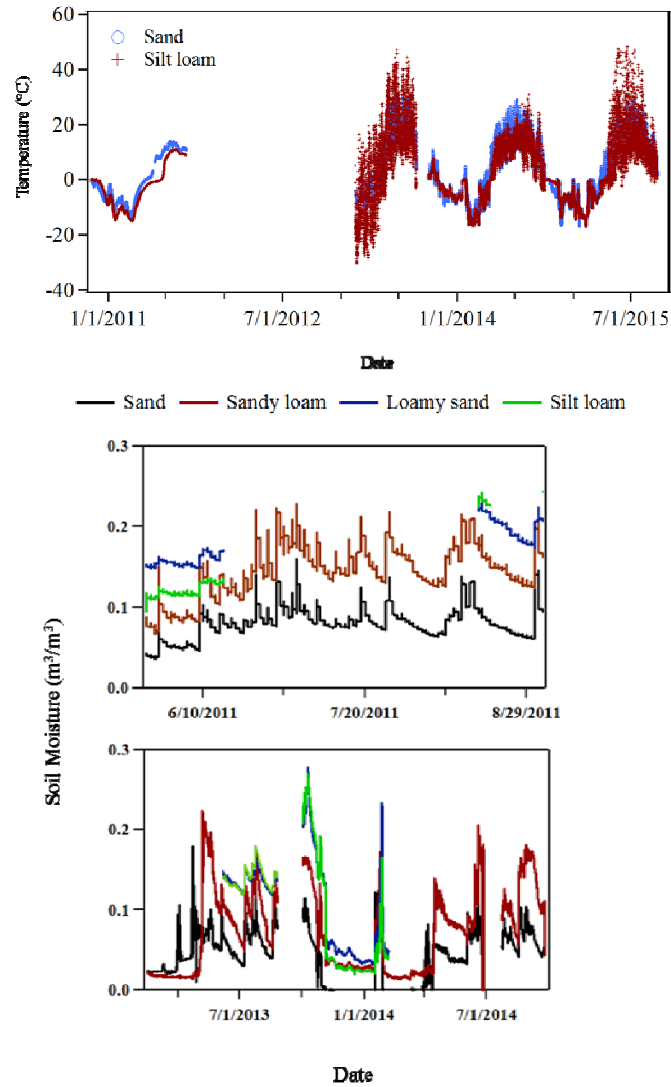 60
40
20
0
-20
-40
Temperature (°C)
Sand
Silt loam
1/1/2011
7/1/2012
1/1/2014
7/1/2015
Date
Sand
Sandy loam
Loamy sand
Silt loam
0.3
0.2
0.1
0.0
6/10/2011
7/20/2011
8/29/2011
Soil Moisture (m³/m³)
0.3
0.2
0.1
0.0
7/1/2013
1/1/2014
7/1/2014
Date